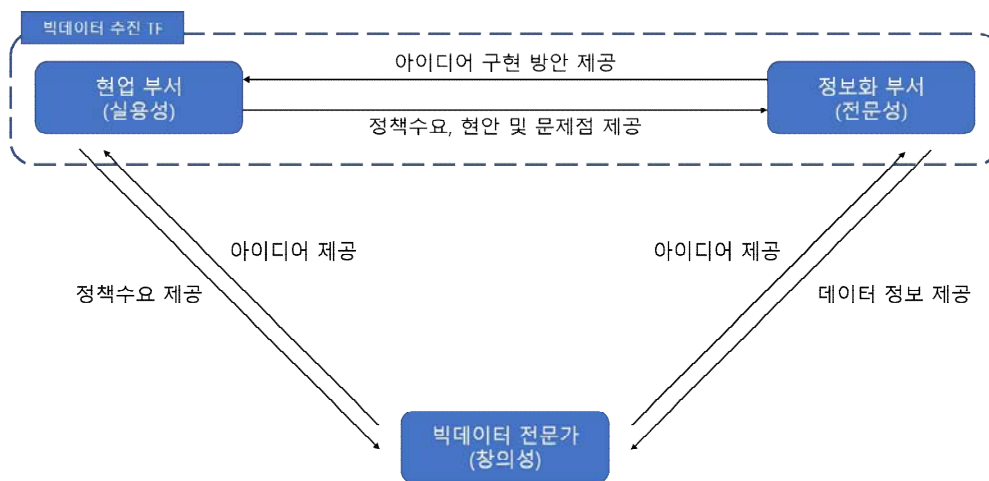 빅데이터 추진 TF
아이디어 구현 방안 제공
현업 부서
(실용성)
정보화 부서
(전문성)
정책수요, 현안 및 문제점 제공
아이디어 제공
아이디어 제공
정책수요 제공
데이터 정보 제공
빅데이터 전문가
(창의성)